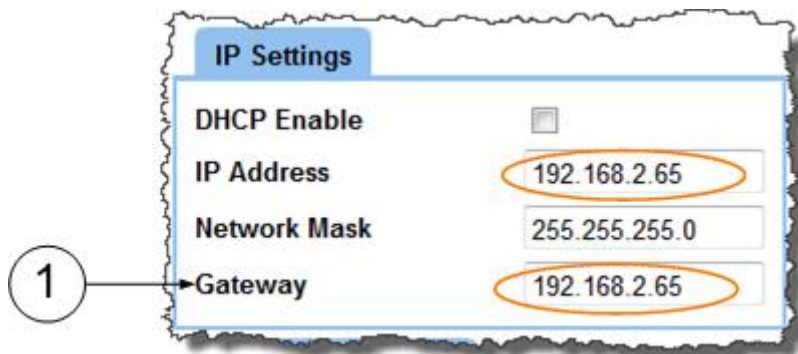 IP Settings
DHCP Enable
IP Address 192.168.2.65
Network Mask 255.255.255.0
1 Gateway 192.168.2.65